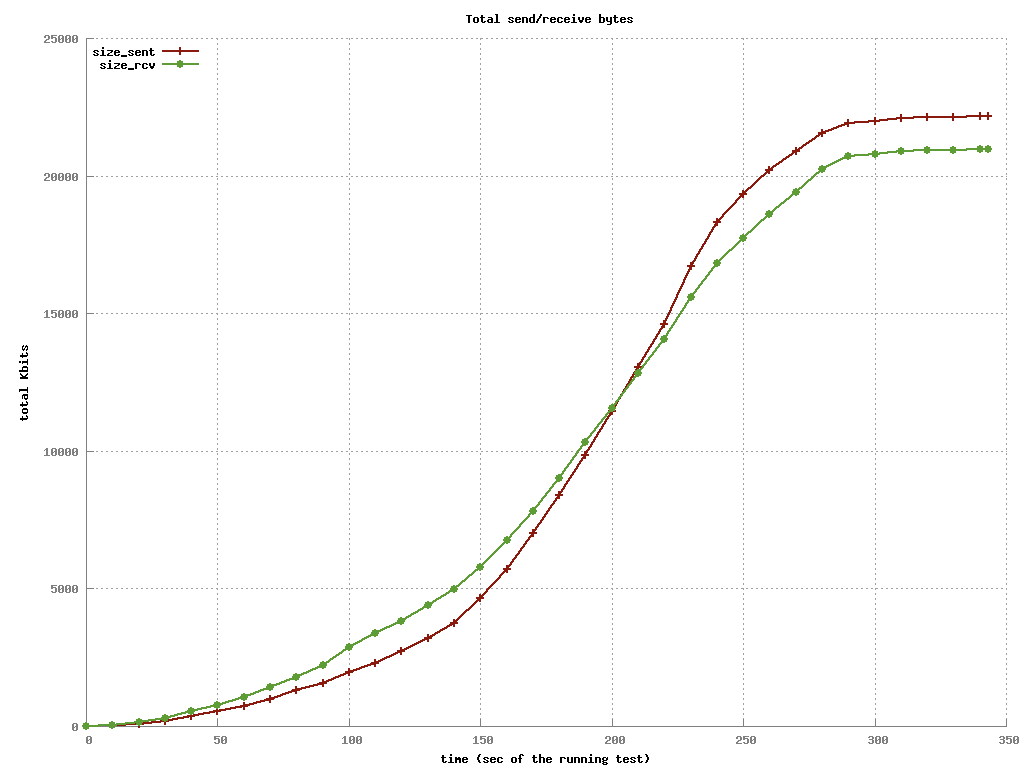 Total send/receive bytes
25000
size_sent
size_rcv
20000
15000
total Kbits
10000
5000
0
0 50 100 150 200 250 300 350
time (sec of the running test)